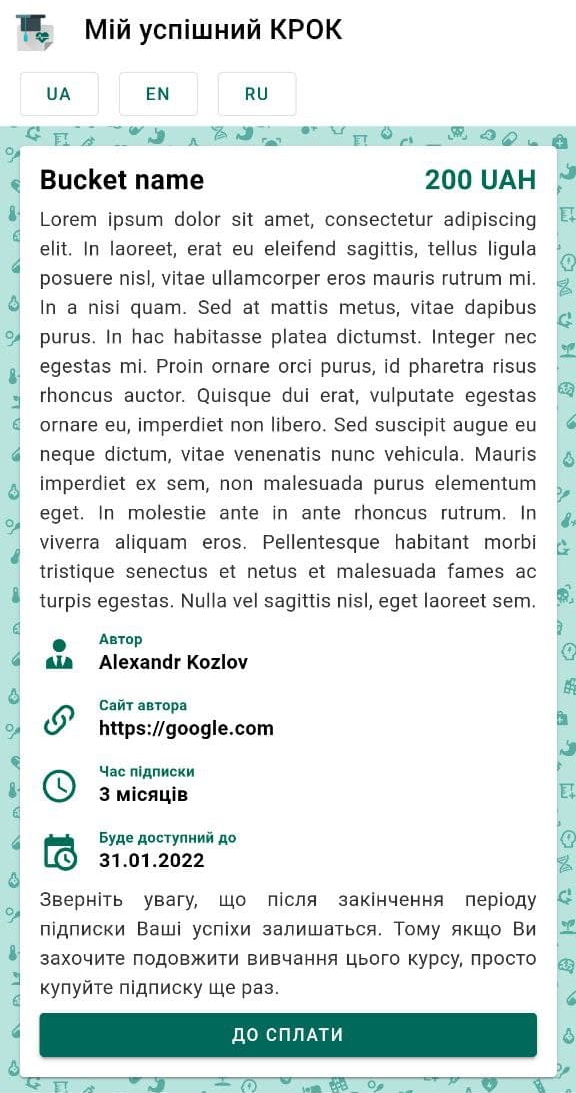 Мій успішний КРОК
UA EN RU
Bucket name 200 UAH
Lorem ipsum dolor sit amet, consectetur adipiscing
elit. In laoreet, erat eu eleifend sagittis, tellus ligula
posuere nisl, vitae ullamcorper eros mauris rutrum mi.
In a nisi quam. Sed at mattis metus, vitae dapibus
purus. In hac habitasse platea dictumst. Integer nec
egestas mi. Proin ornare orci purus, id pharetra risus
rhoncus auctor. Quisque dui erat, vulputate egestas
ornare eu, imperdiet non libero. Sed suscipit augue eu
neque dictum, vitae venenatis nunc vehicula. Mauris
imperdiet ex sem, non malesuada purus elementum
eget. In molestie ante in ante rhoncus rutrum. In
viverra aliquam eros. Pellentesque habitant morbi
tristique senectus et netus et malesuada fames ac
turpis egestas. Nulla vel sagittis nisl, eget laoreet sem.
Автор
Alexandr Kozlov
Сайт автора
https://google.com
Час підписки
3 місяців
Буде доступний до
31.01.2022
Зверніть увагу, що після закінчення періоду
підписки Ваші успіхи залишаться. Тому якщо Ви
захочите подовжити вивчання цього курсу, просто
купуйте підписку ще раз.
ДО СПЛАТИ